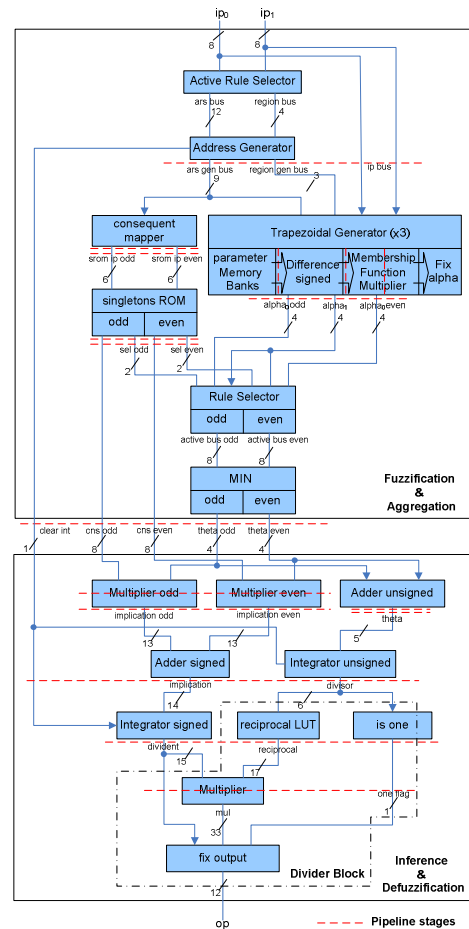 ip0 ip1
8 8
Active Rule Selector
ars bus region bus
12 4
Address Generator
ars gen bus region gen bus ip bus
9 3
consequent mapper
Trapezoidal Generator (x3)
srom ip odd srom ip even
6 6
parameter Memory Banks
Difference signed
Membership Function Multiplier
Fix alpha
singletons ROM
odd even
alpha0 odd alpha1 alpha0 even
4 4 4
sel odd sel even
2 2
Rule Selector
odd even
active bus odd active bus even
8 8
MIN
odd even
Fuzzification
&
Aggregation
clear int cns odd cns even theta odd theta even
1 8 8 4 4
Multiplier odd Multiplier even Adder unsigned
implication odd implication even theta
13 13 5
Adder signed Integrator unsigned
implication divisor
14 6
Integrator signed reciprocal LUT is one
divident reciprocal
15 17
Multiplier
one flag
mul 1
33
fix output
Divider Block
12
Inference
&
Defuzzification
op
Pipeline stages